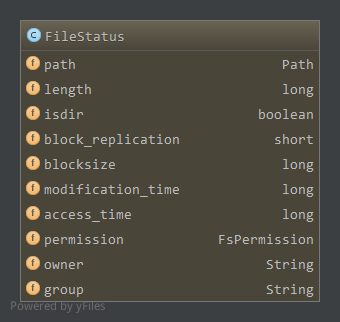 C FileStatus
f path Path
f length long
f isdir boolean
f block_replication short
f blocksize long
f modification_time long
f access_time long
f permission FsPermission
f owner String
f group String
Powered by yFiles